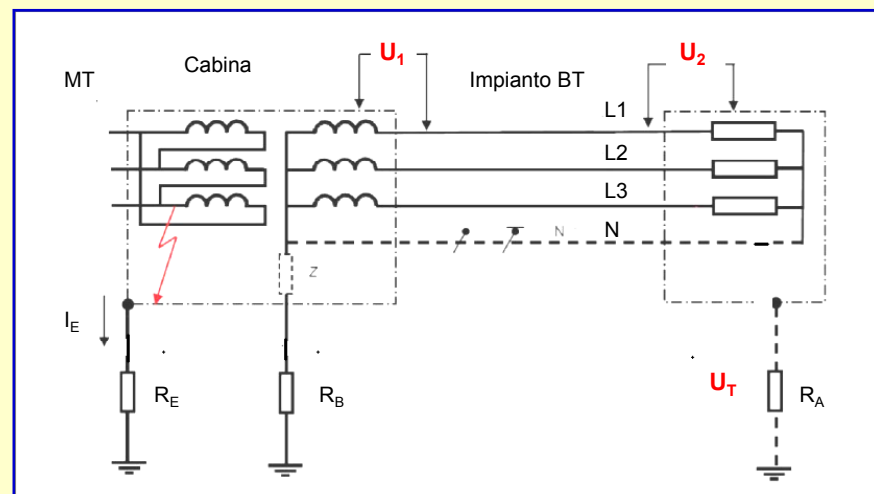 Cabina
U1
U2
MT
Impianto BT
L1
L2
L3
N
N
Z
IE
RE
RB
UT
RA